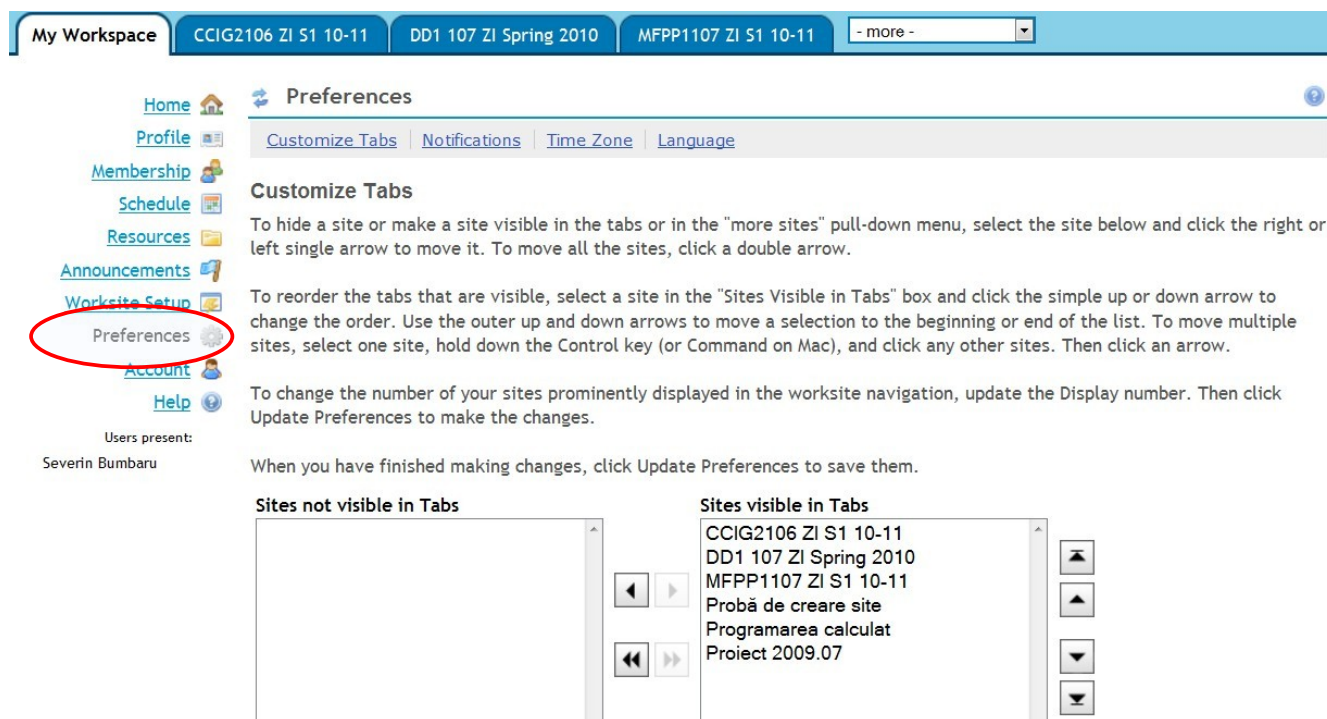 My Workspace
CCIG2106 ZI S1 10-11
DD1 107 ZI Spring 2010
MFPP1107 ZI S1 10-11
- more -
Home
Profile
Membership
Schedule
Resources
Announcements
Worksite Setup
Preferences
Account
Help
Users present:
Severin Bumbaru
Preferences
Customize Tabs | Notifications | Time Zone | Language
Customize Tabs
To hide a site or make a site visible in the tabs or in the "more sites" pull-down menu, select the site below and click the right or
left single arrow to move it. To move all the sites, click a double arrow.
To reorder the tabs that are visible, select a site in the "Sites Visible in Tabs" box and click the simple up or down arrow to
change the order. Use the outer up and down arrows to move a selection to the beginning or end of the list. To move multiple
sites, select one site, hold down the Control key (or Command on Mac), and click any other sites. Then click an arrow.
To change the number of your sites prominently displayed in the worksite navigation, update the Display number. Then click
Update Preferences to make the changes.
When you have finished making changes, click Update Preferences to save them.
Sites not visible in Tabs
Sites visible in Tabs
CCIG2106 ZI S1 10-11
DD1 107 ZI Spring 2010
MFPP1107 ZI S1 10-11
Probă de creare site
Programarea calculat
Proiect 2009.07